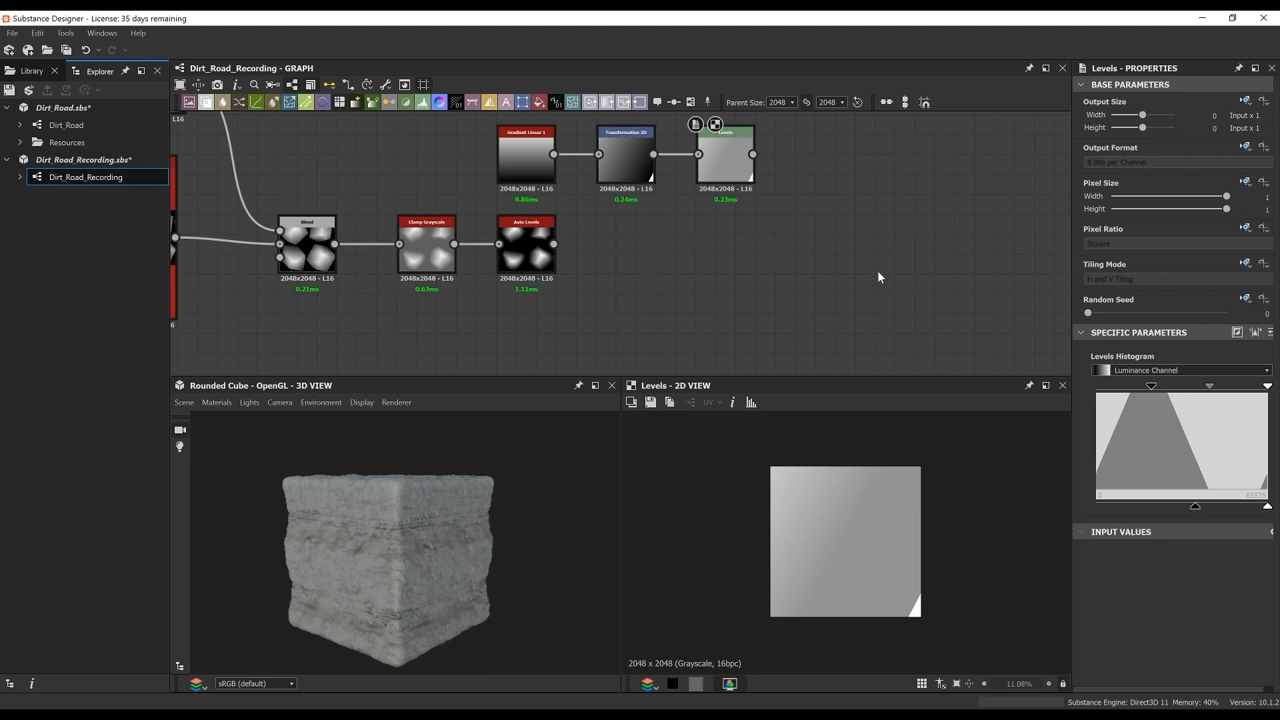 Substance Designer - License: 35 days remaining
File Edit Tools Windows Help
Library Explorer
Dirt_Road_Recording - GRAPH
Levels - PROPERTIES
Parent Size: 2048 2048
Dirt_Road.sbs*
Dirt_Road
Resources
Dirt_Road_Recording.sbs*
Dirt_Road_Recording
L16
Gradient Linear 1
2048x2048 - L16
0.86ms
Transformation 2D
2048x2048 - L16
0.24ms
Levels
2048x2048 - L16
0.23ms
Blend
2048x2048 - L16
0.21ms
Clamp Grayscale
2048x2048 - L16
0.63ms
Auto Levels
2048x2048 - L16
1.11ms
6
BASE PARAMETERS
Output Size
Width 0 Input x 1
Height 0 Input x 1
Output Format
8 Bits per Channel
Pixel Size
Width 1
Height 1
Pixel Ratio
Square
Tiling Mode
H and V Tiling
Random Seed
0
SPECIFIC PARAMETERS
Levels Histogram
Luminance Channel
0 65535
INPUT VALUES
Rounded Cube - OpenGL - 3D VIEW
Scene Materials Lights Camera Environment Display Renderer
sRGB (default)
Levels - 2D VIEW
UV
2048 x 2048 (Grayscale, 16bpc)
11.08%
Substance Engine: Direct3D 11 Memory: 40% Version: 10.1.2